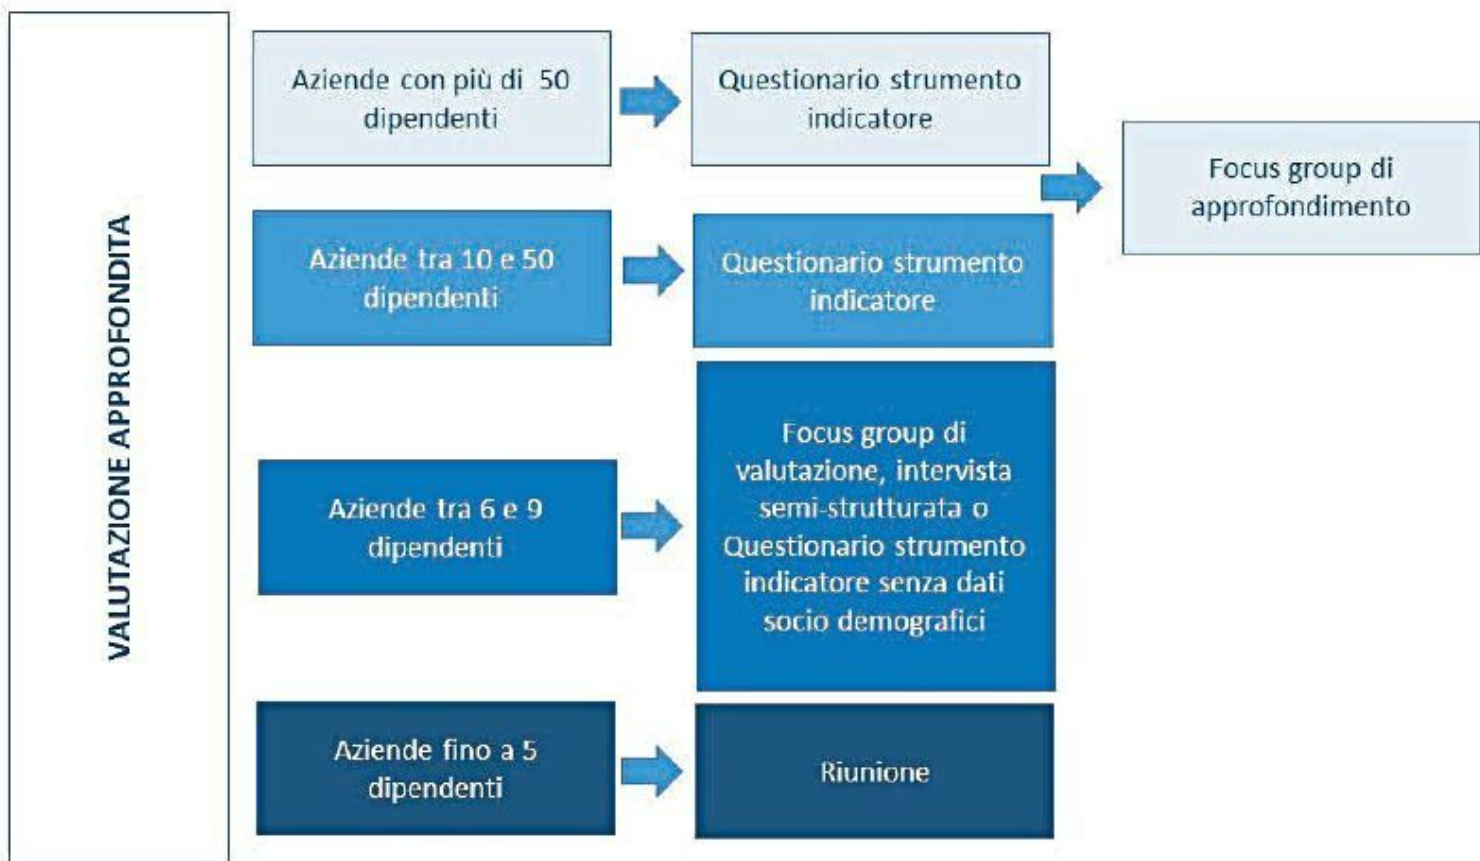 VALUTAZIONE APPROFONDITA
Aziende con più di 50
dipendenti
Questionario strumento
indicatore
Focus group di
approfondimento
Aziende tra 10 e 50
dipendenti
Questionario strumento
indicatore
Aziende tra 6 e 9
dipendenti
Focus group di
valutazione, intervista
semi-strutturata o
Questionario strumento
indicatore senza dati
socio demografici
Aziende fino a 5
dipendenti
Riunione